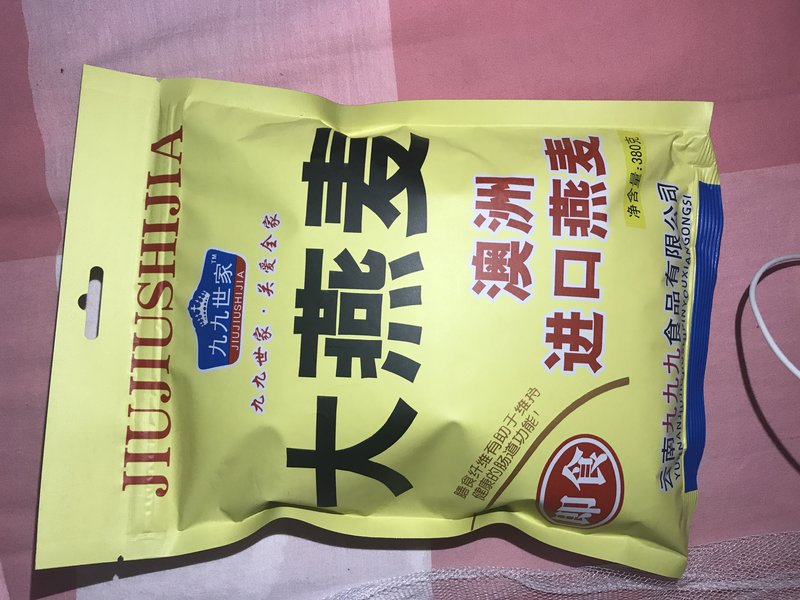 JIUJIUSHIJIA
九九世家™
JIUJIUSHIJIA
九九世家·关爱全家
大燕麦
澳洲
进口燕麦
膳食纤维有助于维持
健康的肠道功能！
即食
净含量:380克
云南九九九食品有限公司